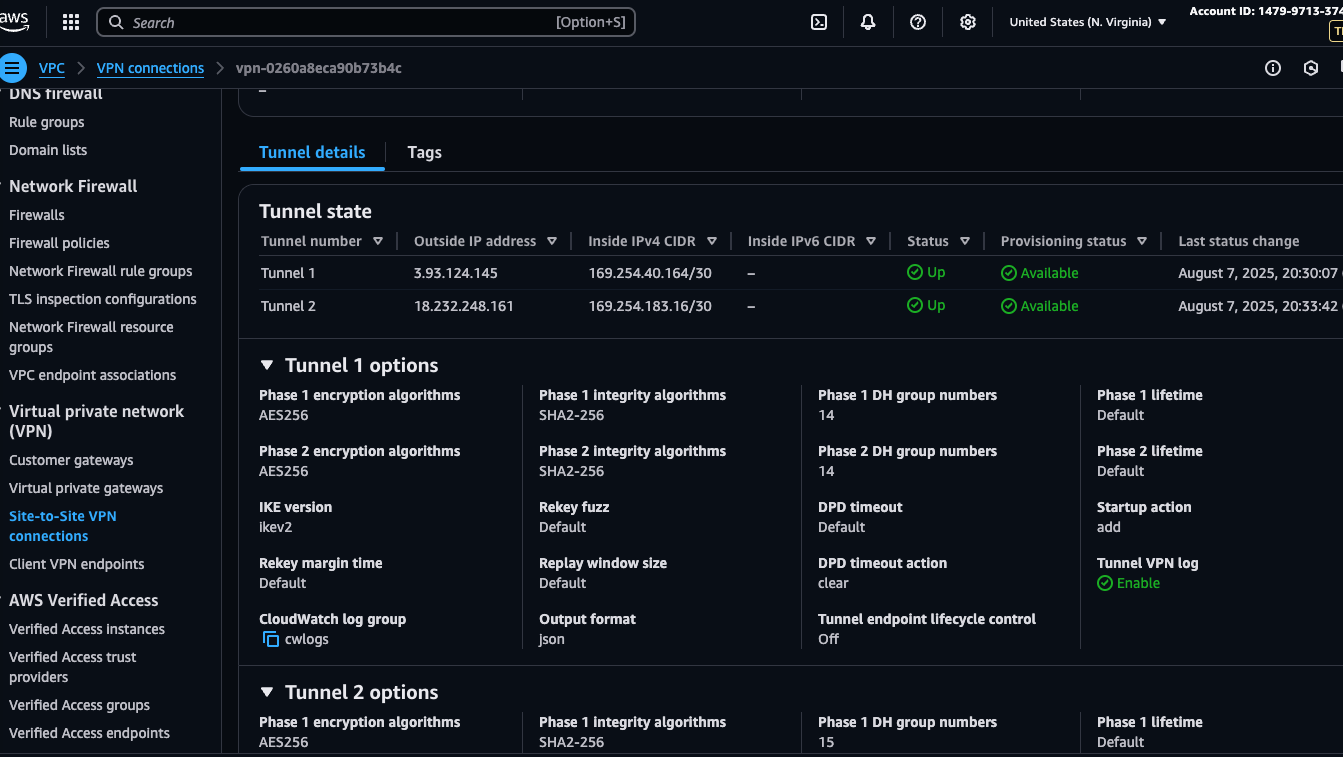 aws
Search [Option+S]
United States (N. Virginia)
Account ID: 1479-9713-374
VPC
VPN connections
vpn-0260a8eca90b73b4c
DNS firewall
Rule groups
Domain lists
Network Firewall
Firewalls
Firewall policies
Network Firewall rule groups
TLS inspection configurations
Network Firewall resource
groups
VPC endpoint associations
Virtual private network
(VPN)
Customer gateways
Virtual private gateways
Site-to-Site VPN
connections
Client VPN endpoints
AWS Verified Access
Verified Access instances
Verified Access trust
providers
Verified Access groups
Verified Access endpoints
–
Tunnel details Tags
Tunnel state
Tunnel number Outside IP address Inside IPv4 CIDR Inside IPv6 CIDR Status Provisioning status Last status change
Tunnel 1 3.93.124.145 169.254.40.164/30 – Up Available August 7, 2025, 20:30:07
Tunnel 2 18.232.248.161 169.254.183.16/30 – Up Available August 7, 2025, 20:33:42
Tunnel 1 options
Phase 1 encryption algorithms Phase 1 integrity algorithms Phase 1 DH group numbers Phase 1 lifetime
AES256 SHA2-256 14 Default
Phase 2 encryption algorithms Phase 2 integrity algorithms Phase 2 DH group numbers Phase 2 lifetime
AES256 SHA2-256 14 Default
IKE version Rekey fuzz DPD timeout Startup action
ikev2 Default Default add
Rekey margin time Replay window size DPD timeout action Tunnel VPN log
Default Default clear Enable
CloudWatch log group Output format Tunnel endpoint lifecycle control
cwlogs json Off
Tunnel 2 options
Phase 1 encryption algorithms Phase 1 integrity algorithms Phase 1 DH group numbers Phase 1 lifetime
AES256 SHA2-256 15 Default